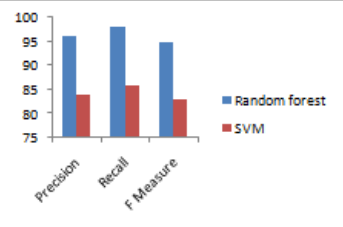 100
95
90
85
80
75
Precision
Recall
F Measure
Random forest
SVM